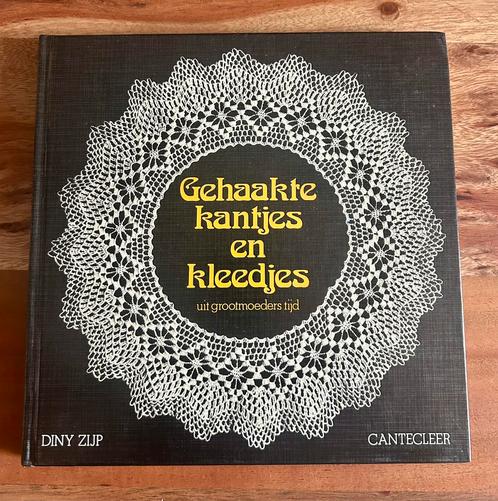 Gehaakte
kantjes
en
kleedjes
uit grootmoeders tijd
DINY ZIJP
CANTECLEER